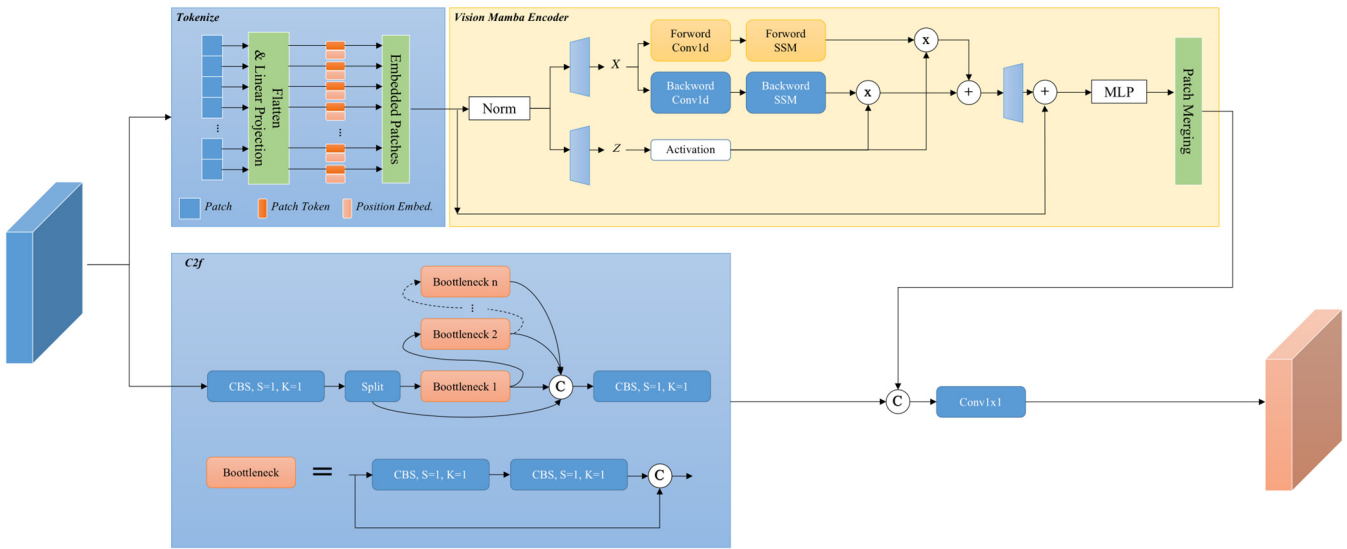 Tokenize
Flatten
& Linear Projection
Embedded Patches
...
...
Patch
Patch Token
Position Embed.
Vision Mamba Encoder
Norm
X
Forword
Conv1d
Forword
SSM
x
Backword
Conv1d
Backword
SSM
x
+
+
MLP
Patch Merging
Z
Activation
C2f
Boottleneck n
...
Boottleneck 2
CBS, S=1, K=1
Split
Boottleneck 1
C
CBS, S=1, K=1
C
Conv1x1
Boottleneck
=
CBS, S=1, K=1
CBS, S=1, K=1
C